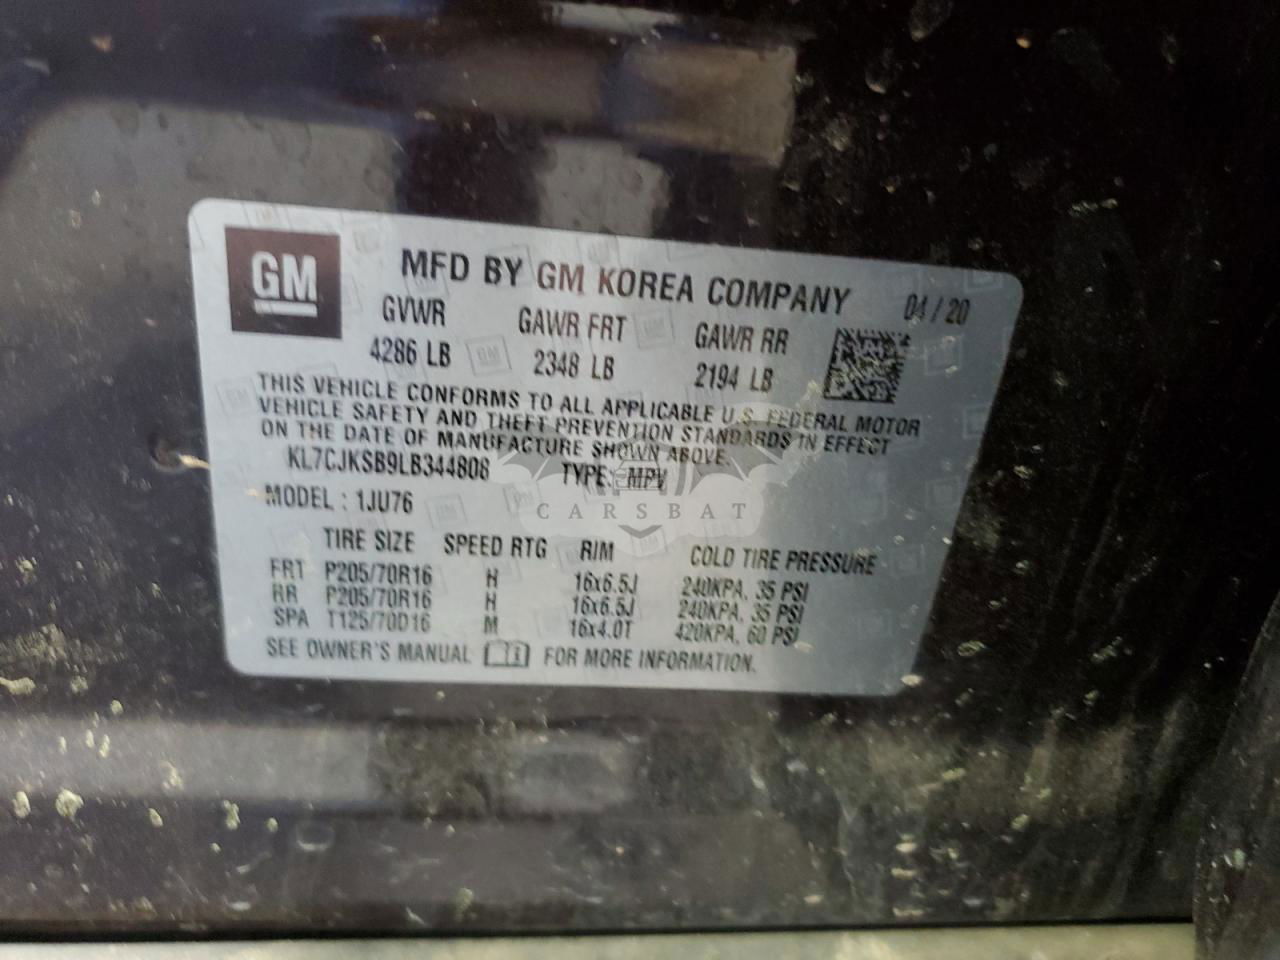 GM
MFD BY GM KOREA COMPANY 04 / 20
GVWR GAWR FRT GAWR RR
4286 LB 2348 LB 2194 LB
THIS VEHICLE CONFORMS TO ALL APPLICABLE U.S. FEDERAL MOTOR
VEHICLE SAFETY AND THEFT PREVENTION STANDARDS IN EFFECT
ON THE DATE OF MANUFACTURE SHOWN ABOVE.
KL7CJKSB9LB344808 TYPE: MPV
MODEL : 1JU76
CARSBAT
TIRE SIZE SPEED RTG RIM COLD TIRE PRESSURE
FRT P205/70R16 H 16x6.5J 240KPA, 35 PSI
RR P205/70R16 H 16x6.5J 240KPA, 35 PSI
SPA T125/70D16 M 16x4.0T 420KPA, 60 PSI
SEE OWNER'S MANUAL FOR MORE INFORMATION.